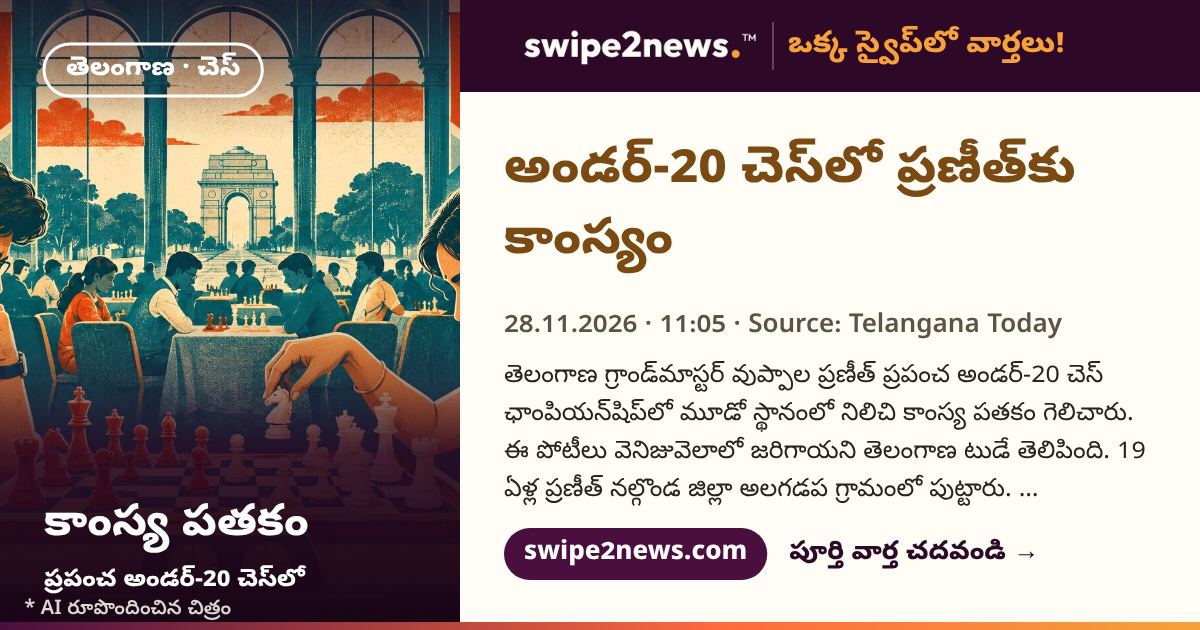 తెలంగాణ · చెస్
కాంస్య పతకం
ప్రపంచ అండర్-20 చెస్‌లో
* AI రూపొందించిన చిత్రం
swipe2news.™ ఒక్క స్వైప్‌లో వార్తలు!
అండర్-20 చెస్‌లో ప్రణీత్‌కు
కాంస్యం
28.11.2026 · 11:05 · Source: Telangana Today
తెలంగాణ గ్రాండ్‌మాస్టర్ వుప్పాల ప్రణీత్ ప్రపంచ అండర్-20 చెస్
ఛాంపియన్‌షిప్‌లో మూడో స్థానంలో నిలిచి కాంస్య పతకం గెలిచారు.
ఈ పోటీలు వెనిజువెలాలో జరిగాయని తెలంగాణ టుడే తెలిపింది. 19
ఏళ్ల ప్రణీత్ నల్గొండ జిల్లా అలగడప గ్రామంలో పుట్టారు. ...
swipe2news.com పూర్తి వార్త చదవండి →